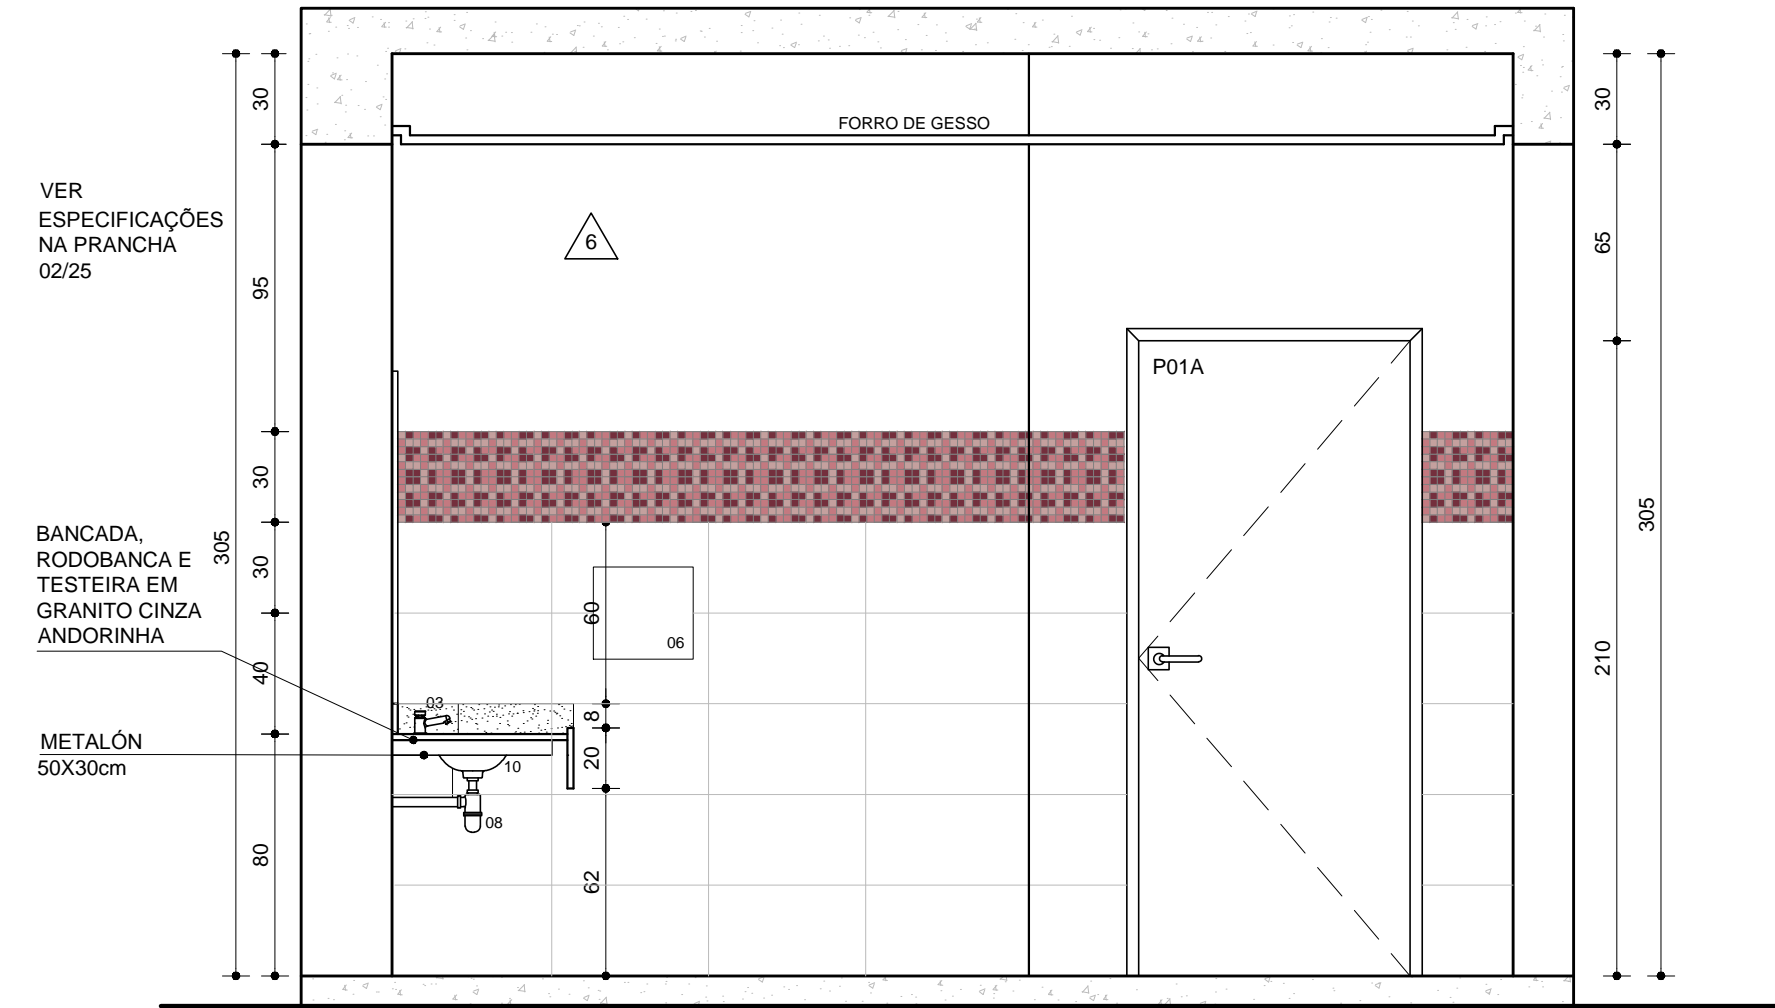 30
30
FORRO DE GESSO
VER
ESPECIFICAÇÕES
NA PRANCHA
02/25
6
65
95
P01A
30
305
305
BANCADA,
RODOBANCA E
TESTEIRA EM
GRANITO CINZA
ANDORINHA
30
60
06
210
40
03
8
METALÓN
50X30cm
20
10
08
80
62